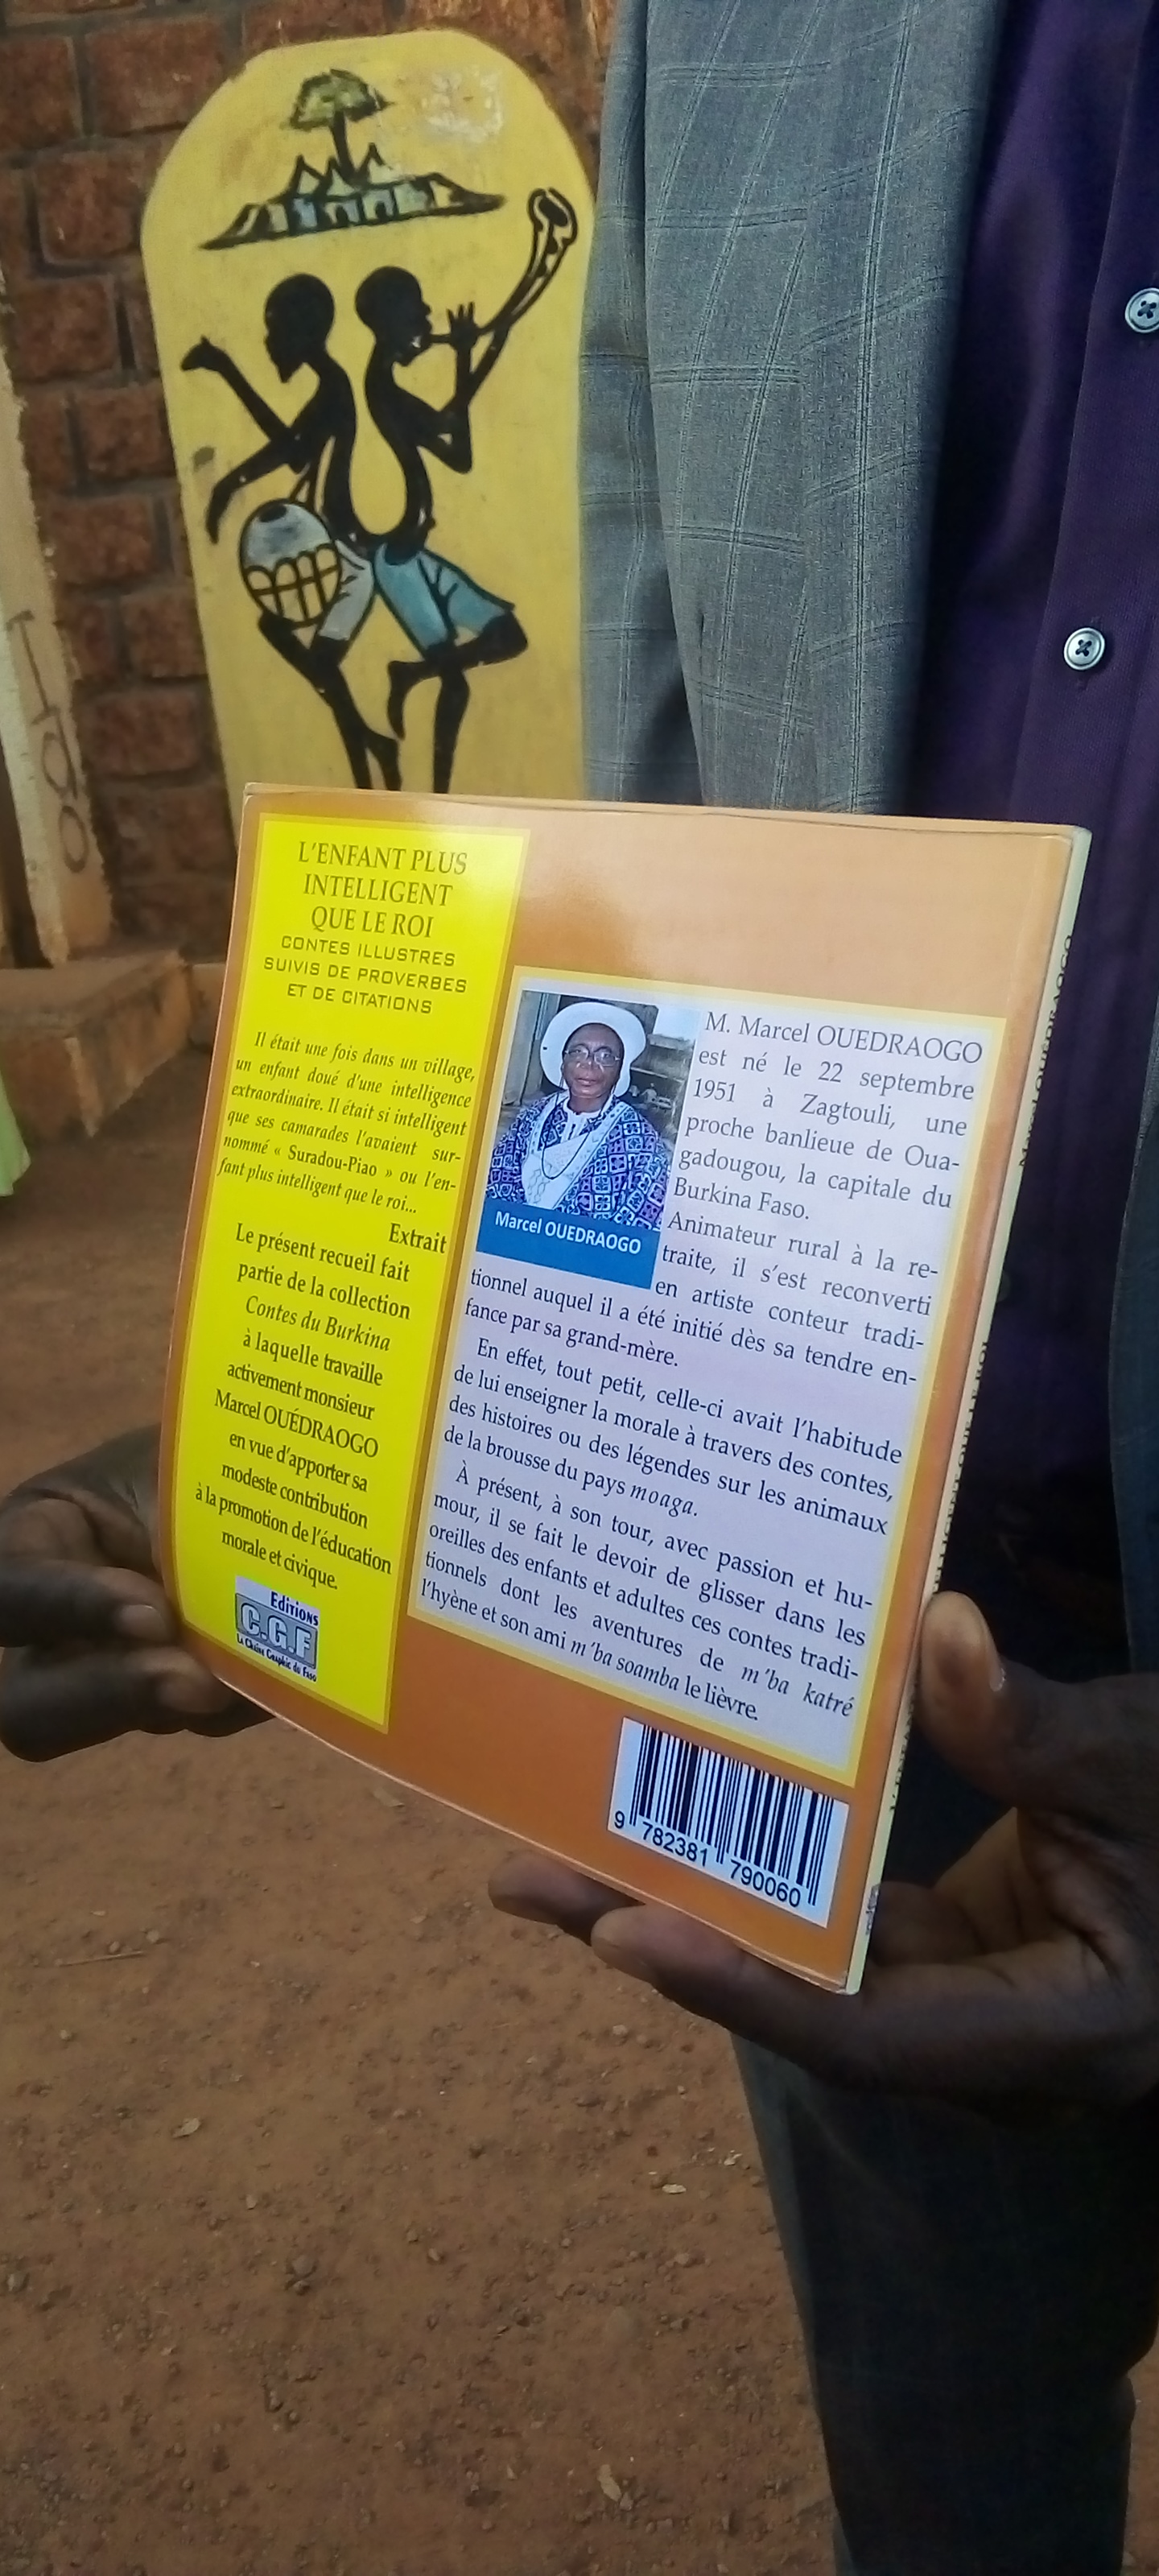 L'ENFANT PLUS
INTELLIGENT
QUE LE ROI
CONTES ILLUSTRES
SUIVIS DE PROVERBES
ET DE CITATIONS
Il était une fois dans un village,
un enfant doué d'une intelligence
extraordinaire. Il était si intelligent
que ses camarades l'avaient sur-
nommé « Suradou-Piao » ou l'en-
fant plus intelligent que le roi...
Extrait
Le présent recueil fait
partie de la collection
Contes du Burkina
à laquelle travaille
activement monsieur
Marcel OUÉDRAOGO
en vue d'apporter sa
modeste contribution
à la promotion de l'éducation
morale et civique.
Editions
C.G.F
La Chaîne Graphic du Faso
Marcel OUEDRAOGO
M. Marcel OUEDRAOGO
est né le 22 septembre
1951 à Zagtouli, une
proche banlieue de Oua-
gadougou, la capitale du
Burkina Faso.
Animateur rural à la re-
traite, il s'est reconverti
en artiste conteur tradi-
tionnel auquel il a été initié dès sa tendre en-
fance par sa grand-mère.
En effet, tout petit, celle-ci avait l'habitude
de lui enseigner la morale à travers des contes,
des histoires ou des légendes sur les animaux
de la brousse du pays moaga.
À présent, à son tour, avec passion et hu-
mour, il se fait le devoir de glisser dans les
oreilles des enfants et adultes ces contes tradi-
tionnels dont les aventures de m'ba katré
l'hyène et son ami m'ba soamba le lièvre.
9 782381 790060
Marcel OUEDRAOGO